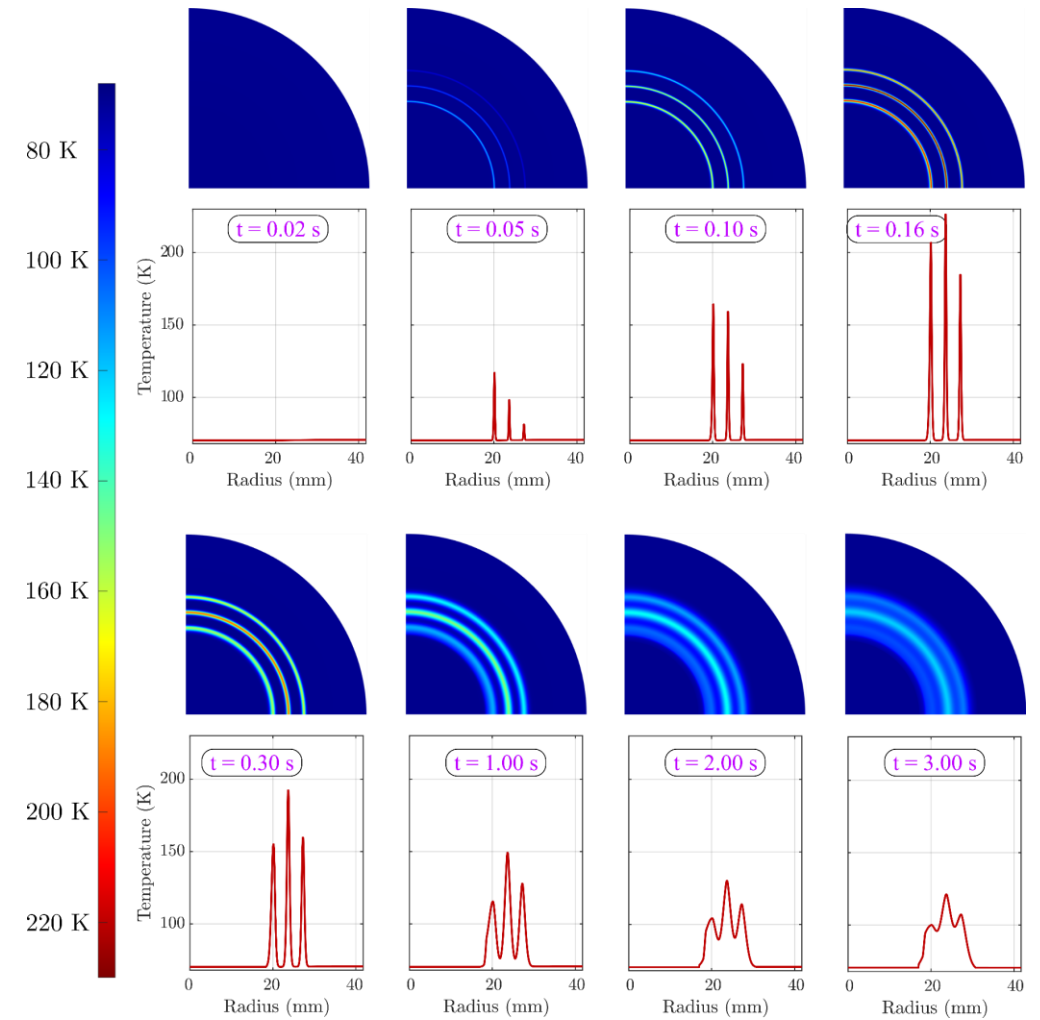 80 K
100 K
120 K
140 K
160 K
180 K
200 K
220 K
t = 0.02 s
t = 0.05 s
t = 0.10 s
t = 0.16 s
Temperature (K)
200
150
100
0 20 40
0 20 40
0 20 40
0 20 40
Radius (mm)
Radius (mm)
Radius (mm)
Radius (mm)
t = 0.30 s
t = 1.00 s
t = 2.00 s
t = 3.00 s
Temperature (K)
200
150
100
0 20 40
0 20 40
0 20 40
0 20 40
Radius (mm)
Radius (mm)
Radius (mm)
Radius (mm)